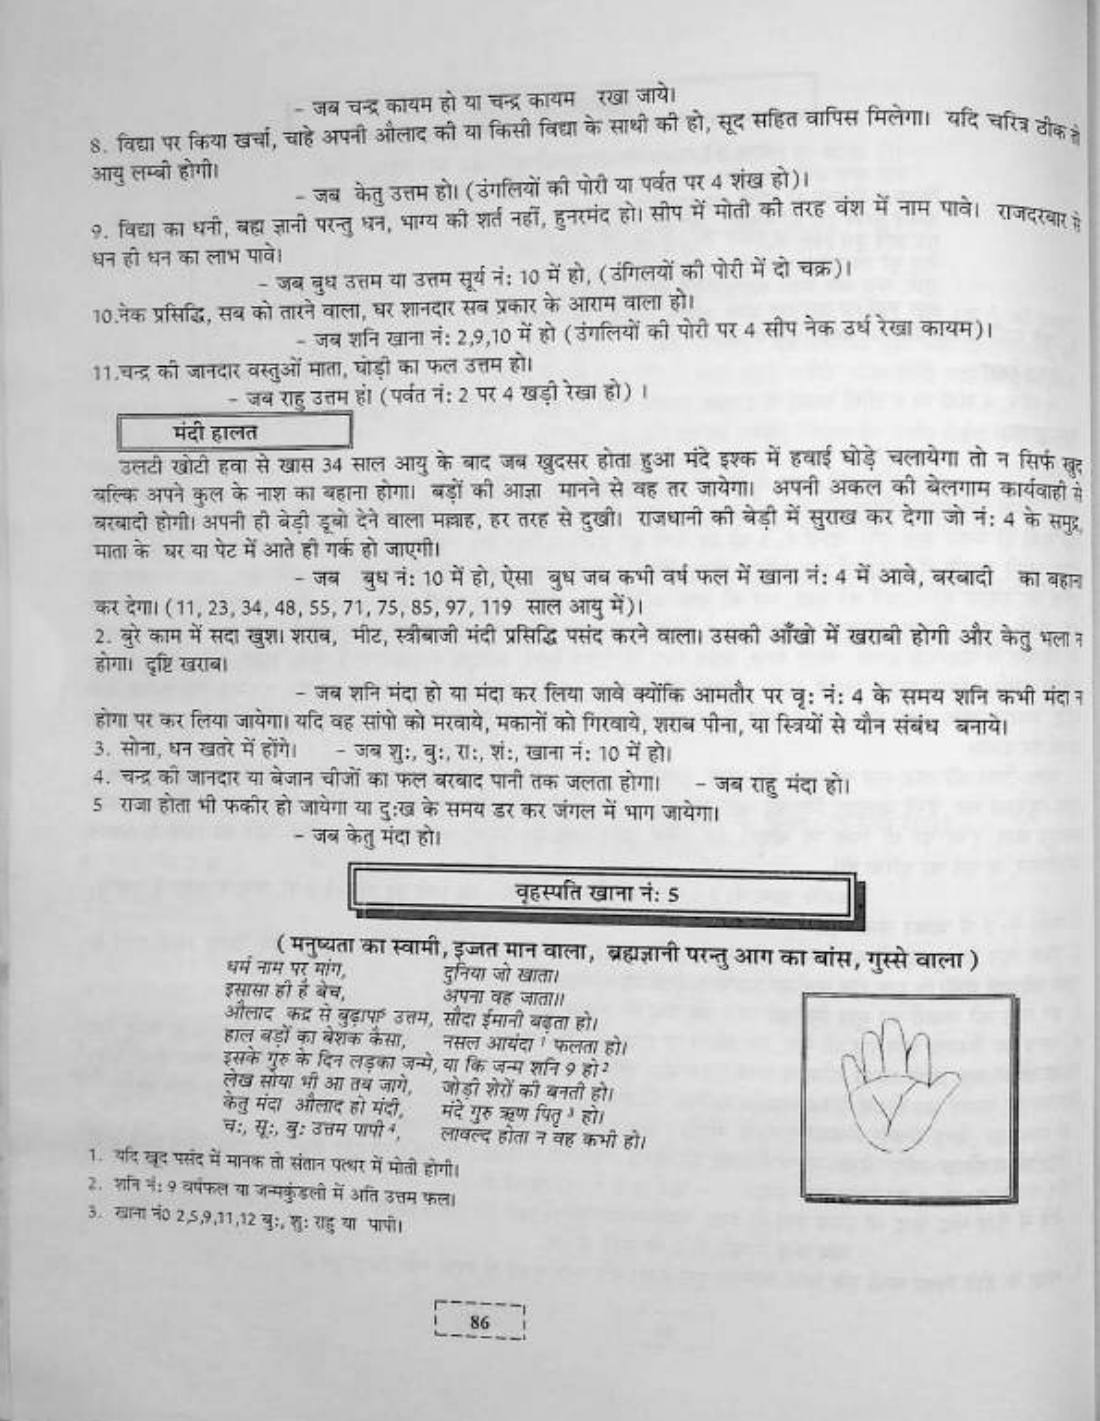 – जब चन्द्र कायम हो या चन्द्र कायम रखा जाये।
8. विद्या पर किया खर्चा, चाहे अपनी औलाद की या किसी विद्या के साथी की हो, सूद सहित वापिस मिलेगा। यदि चरित्र ठीक हो
आयु लम्बी होगी।
– जब केतु उत्तम हो। (उंगलियों की पोरी या पर्वत पर 4 शंख हो)।
9. विद्या का धनी, बह्म ज्ञानी परन्तु धन, भाग्य की शर्त नहीं, हुनरमंद हो। सीप में मोती की तरह वंश में नाम पावे। राजदरबार से
धन ही धन का लाभ पावे।
– जब बुध उत्तम या उत्तम सूर्य नं: 10 में हो, (उंगिलयों की पोरी में दो चक्र)।
10.नेक प्रसिद्धि, सब को तारने वाला, घर शानदार सब प्रकार के आराम वाला हो।
– जब शनि खाना नं: 2,9,10 में हो (उंगलियों की पोरी पर 4 सीप नेक उर्ध रेखा कायम)।
11.चन्द्र की जानदार वस्तुओं माता, घोड़ी का फल उत्तम हो।
– जब राहु उत्तम हो (पर्वत नं: 2 पर 4 खड़ी रेखा हो) ।
मंदी हालत
उलटी खोटी हवा से खास 34 साल आयु के बाद जब खुदसर होता हुआ मंदे इश्क में हवाई घोड़े चलायेगा तो न सिर्फ खुद
बल्कि अपने कुल के नाश का बहाना होगा। बड़ों की आज्ञा मानने से वह तर जायेगा। अपनी अकल की बेलगाम कार्यवाही से
बरबादी होगी। अपनी ही बेड़ी डूबो देने वाला मल्लाह, हर तरह से दुखी। राजधानी की बेड़ी में सुराख कर देगा जो नं: 4 के समुद्र,
माता के घर या पेट में आते ही गर्क हो जाएगी।
– जब बुध नं: 10 में हो, ऐसा बुध जब कभी वर्ष फल में खाना नं: 4 में आवे, बरबादी का बहाना
कर देगा। (11, 23, 34, 48, 55, 71, 75, 85, 97, 119 साल आयु में)।
2. बुरे काम में सदा खुश। शराब, मीट, स्त्रीबाजी मंदी प्रसिद्धि पसंद करने वाला। उसकी आँखो में खराबी होगी और केतु भला न
होगा। दृष्टि खराब।
– जब शनि मंदा हो या मंदा कर लिया जावे क्योंकि आमतौर पर वृ: नं: 4 के समय शनि कभी मंदा न
होगा पर कर लिया जायेगा। यदि वह सांपो को मरवाये, मकानों को गिरवाये, शराब पीना, या स्त्रियों से यौन संबंध बनाये।
3. सोना, धन खतरे में होंगे। – जब शु:, बु:, रा:, शं:, खाना नं: 10 में हो।
4. चन्द्र की जानदार या बेजान चीजों का फल बरबाद पानी तक जलता होगा। – जब राहु मंदा हो।
5 राजा होता भी फकीर हो जायेगा या दु:ख के समय डर कर जंगल में भाग जायेगा।
– जब केतु मंदा हो।
वृहस्पति खाना नं: 5
(मनुष्यता का स्वामी, इज्जत मान वाला, ब्रह्मज्ञानी परन्तु आग का बांस, गुस्से वाला)
धर्म नाम पर मांग, दुनिया जो खाता।
इसासा ही है बेच, अपना वह जाता।।
औलाद कद्र से बुढ़ापा⁵ उत्तम, सौदा ईमानी बढ़ता हो।
हाल बड़ों का बेशक कैसा, नसल आयंदा ¹ फलता हो।
इसके गुरु के दिन लड़का जन्मे, या कि जन्म शनि 9 हो²
लेख सोया भी आ तब जागे, जोड़ी शेरों की बनती हो।
केतु मंदा औलाद हो मंदी, मंदे गुरु ऋण पितृ ³ हो।
च:, सू:, बु: उत्तम पापी ⁴, लावल्द होता न वह कभी हो।
1. यदि खूद पसंद में मानक तो संतान पत्थर में मोती होगी।
2. शनि नं: 9 वर्षफल या जन्मकुंडली में अति उत्तम फल।
3. खाना नं0 2,5,9,11,12 बु:, शु: राहु या पापी।
86